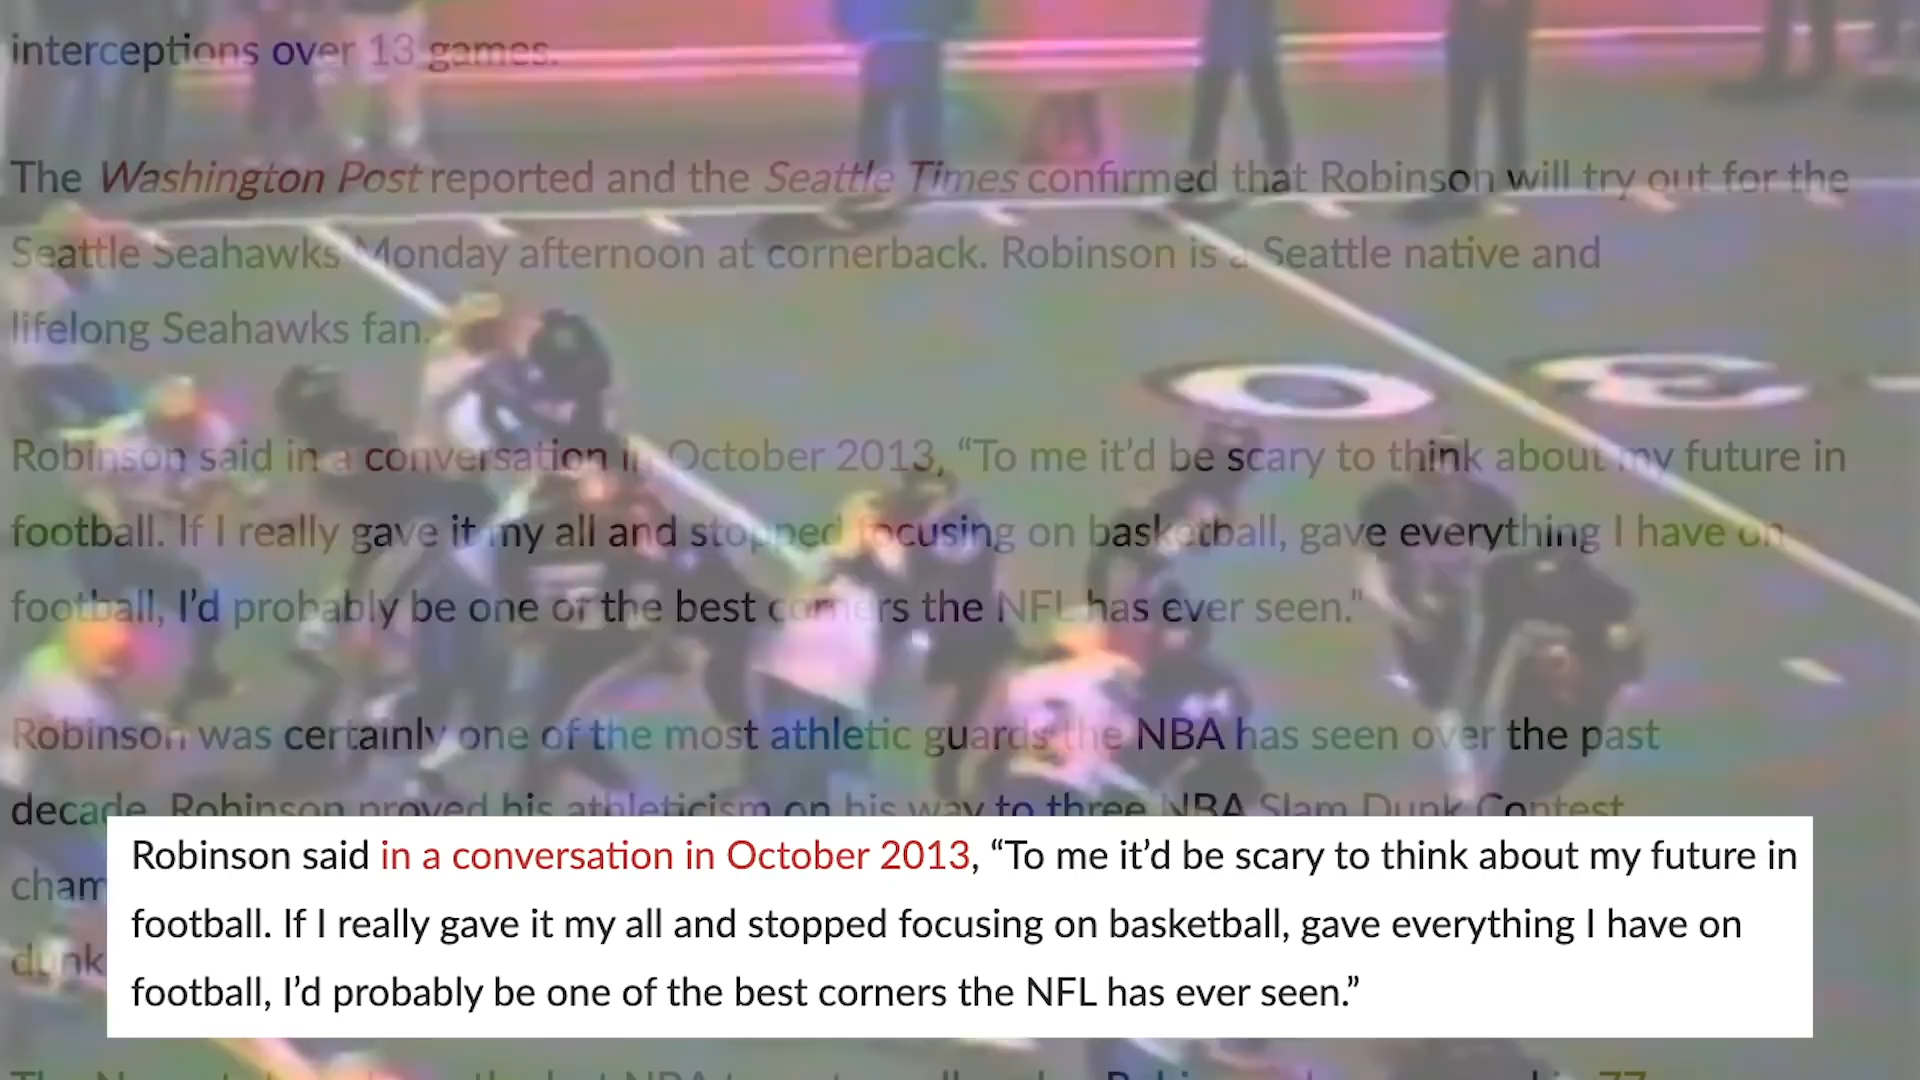 interceptions over 13 games.
The Washington Post reported and the Seattle Times confirmed that Robinson will try out for the
Seattle Seahawks Monday afternoon at cornerback. Robinson is a Seattle native and
lifelong Seahawks fan.
Robinson said in a conversation in October 2013, “To me it’d be scary to think about my future in
football. If I really gave it my all and stopped focusing on basketball, gave everything I have on
football, I’d probably be one of the best corners the NFL has ever seen.”
Robinson was certainly one of the most athletic guards the NBA has seen over the past
decade. Robinson proved his athleticism on his way to three NBA Slam Dunk Contest
Robinson said in a conversation in October 2013, “To me it’d be scary to think about my future in
football. If I really gave it my all and stopped focusing on basketball, gave everything I have on
football, I’d probably be one of the best corners the NFL has ever seen.”